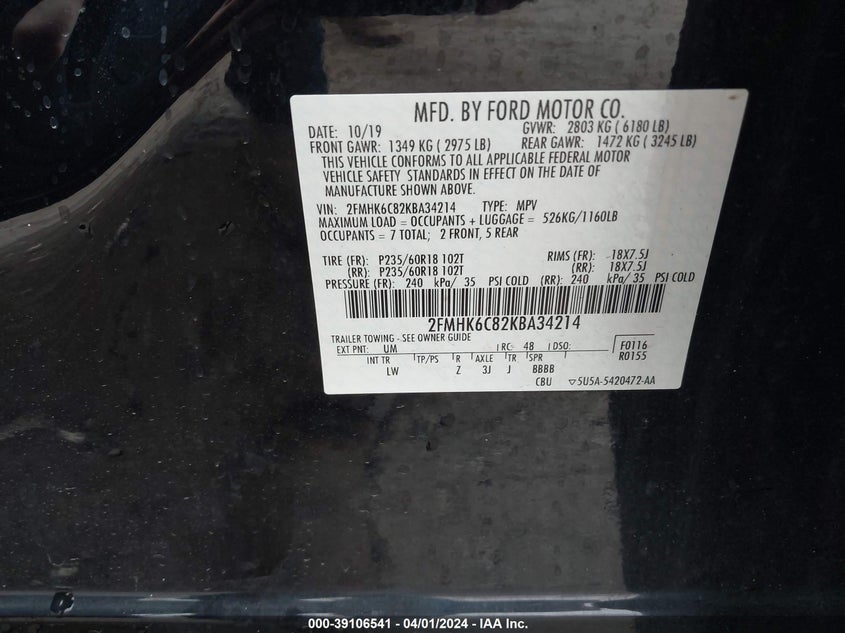 MFD. BY FORD MOTOR CO.
DATE: 10/19 GVWR: 2803 KG ( 6180 LB)
FRONT GAWR: 1349 KG ( 2975 LB) REAR GAWR: 1472 KG ( 3245 LB)
THIS VEHICLE CONFORMS TO ALL APPLICABLE FEDERAL MOTOR
VEHICLE SAFETY STANDARDS IN EFFECT ON THE DATE OF
MANUFACTURE SHOWN ABOVE.
VIN: 2FMHK6C82KBA34214 TYPE: MPV
MAXIMUM LOAD = OCCUPANTS + LUGGAGE = 526KG/1160LB
OCCUPANTS = 7 TOTAL; 2 FRONT, 5 REAR
TIRE (FR): P235/60R18 102T RIMS (FR): 18X7.5J
(RR): P235/60R18 102T (RR): 18X7.5J
PRESSURE (FR): 240 kPa/ 35 PSI COLD (RR): 240 kPa/ 35 PSI COLD
2FMHK6C82KBA34214
TRAILER TOWING - SEE OWNER GUIDE
EXT PNT: UM RC: 48 DSO: F0116
INT TR TP/PS R AXLE TR SPR R0155
LW Z 3J J BBBB
CBU ▽5U5A-5420472-AA
000-39106541 - 04/01/2024 - IAA Inc.